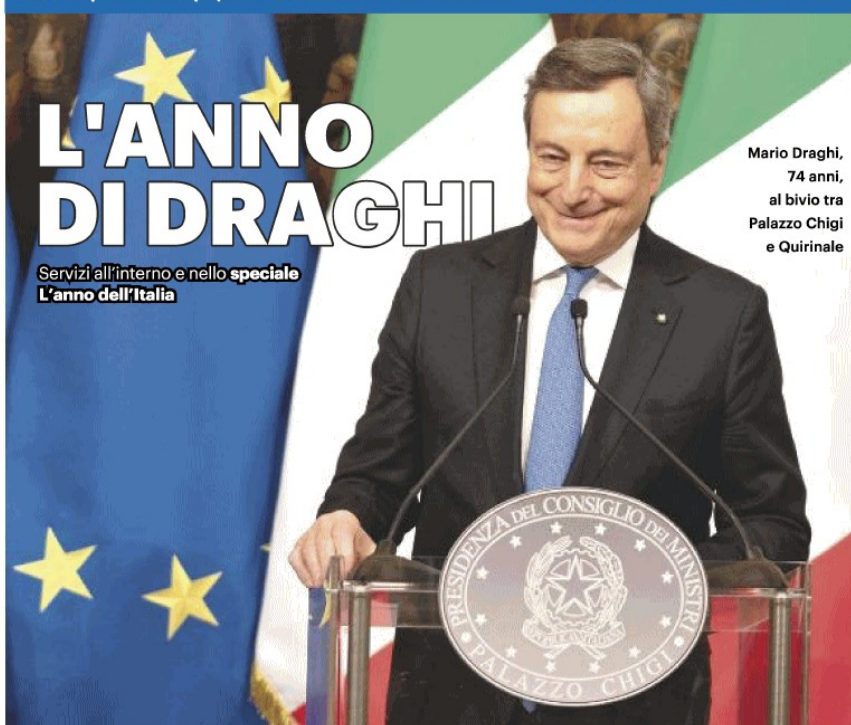 L'ANNO
DI DRAGHI
Servizi all'interno e nello speciale
L'anno dell'Italia
Mario Draghi,
74 anni,
al bivio tra
Palazzo Chigi
e Quirinale
PRESIDENZA DEL CONSIGLIO DEI MINISTRI
PALAZZO CHIGI